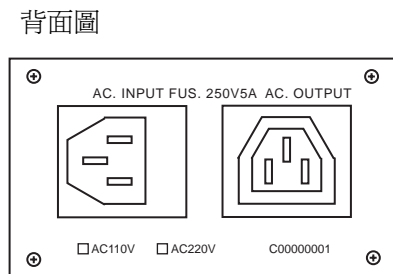 背面圖
AC. INPUT FUS. 250V5A AC. OUTPUT
□AC110V □AC220V C00000001